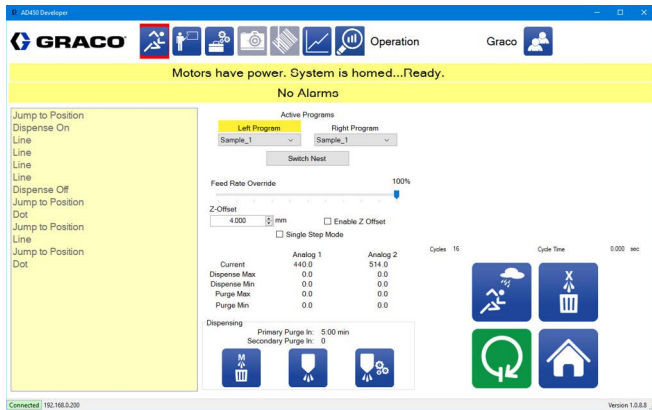 AD450 Developer
GRACO
Operation
Graco
Motors have power. System is homed...Ready.
No Alarms
Jump to Position
Dispense On
Line
Line
Line
Line
Dispense Off
Jump to Position
Dot
Jump to Position
Line
Jump to Position
Dot
Active Programs
Left Program Right Program
Sample_1 Sample_1
Switch Nest
Feed Rate Override 100%
Z-Offset
4.000 mm Enable Z Offset
Single Step Mode
Analog 1 Analog 2
Current 440.0 514.0
Dispense Max 0.0 0.0
Dispense Min 0.0 0.0
Purge Max 0.0 0.0
Purge Min 0.0 0.0
Cycles 16 Cycle Time 0.000 sec
X
Dispensing
Primary Purge In: 5:00 min
Secondary Purge In: 0
M
Connected 192.168.0.200 Version 1.0.8.8